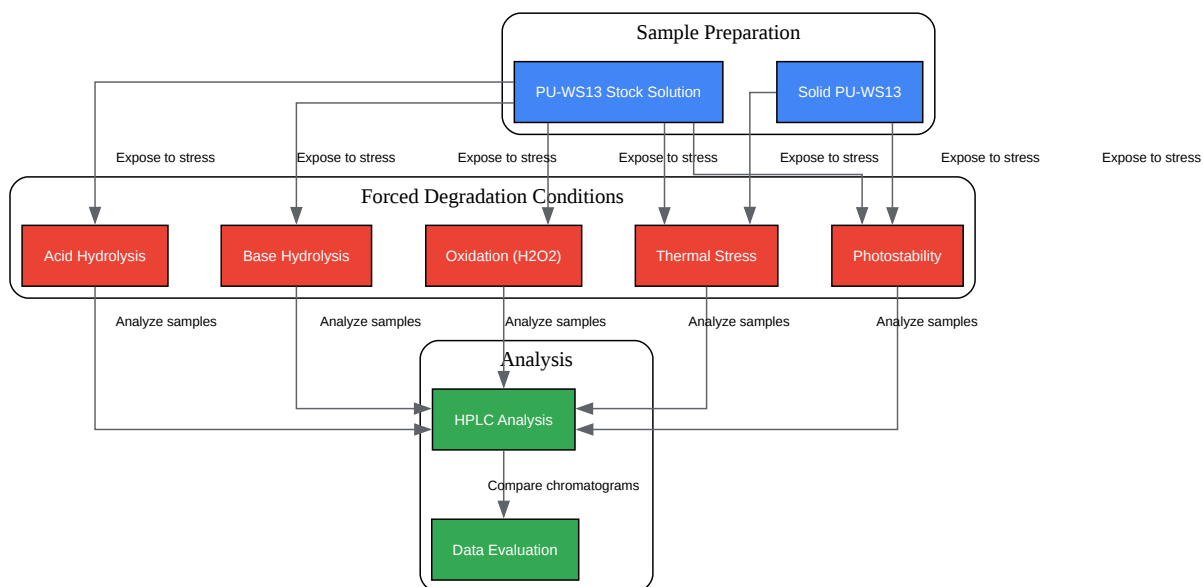 Sample Preparation
PU-WS13 Stock Solution
Solid PU-WS13
Expose to stress
Expose to stress
Expose to stress
Expose to stress
Expose to stress
Expose to stress
Expose to stress
Forced Degradation Conditions
Acid Hydrolysis
Base Hydrolysis
Oxidation (H2O2)
Thermal Stress
Photostability
Analyze samples
Analyze samples
Analyze samples
Analyze samples
Analyze samples
Analysis
HPLC Analysis
Compare chromatograms
Data Evaluation